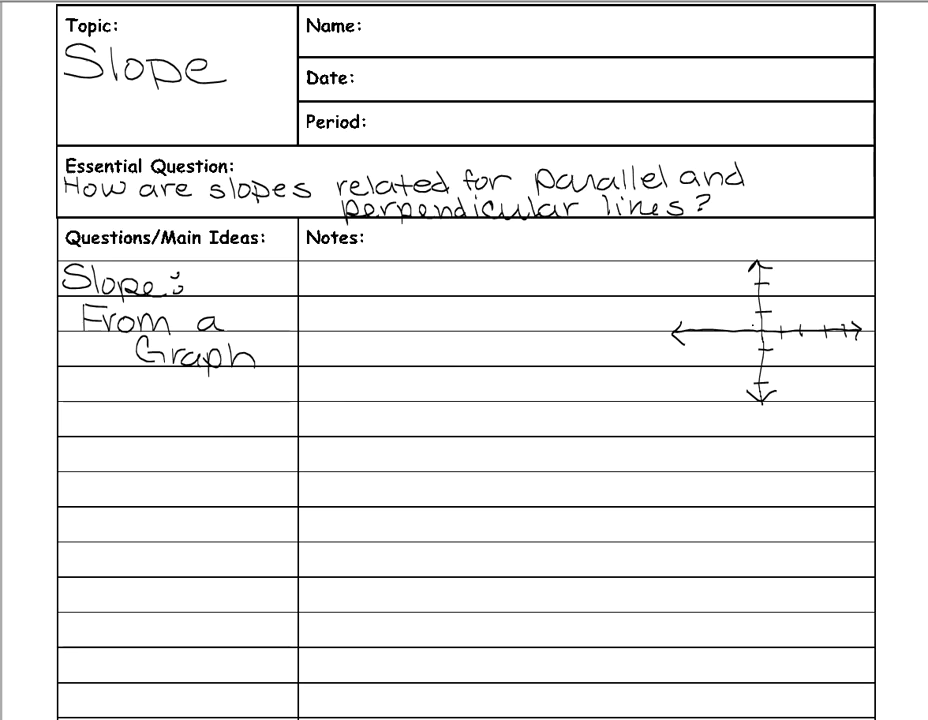 Topic:
Slope
Name:
Date:
Period:
Essential Question:
How are slopes related for parallel and
perpendicular lines?
Questions/Main Ideas:
Notes:
Slope:
From a
Graph